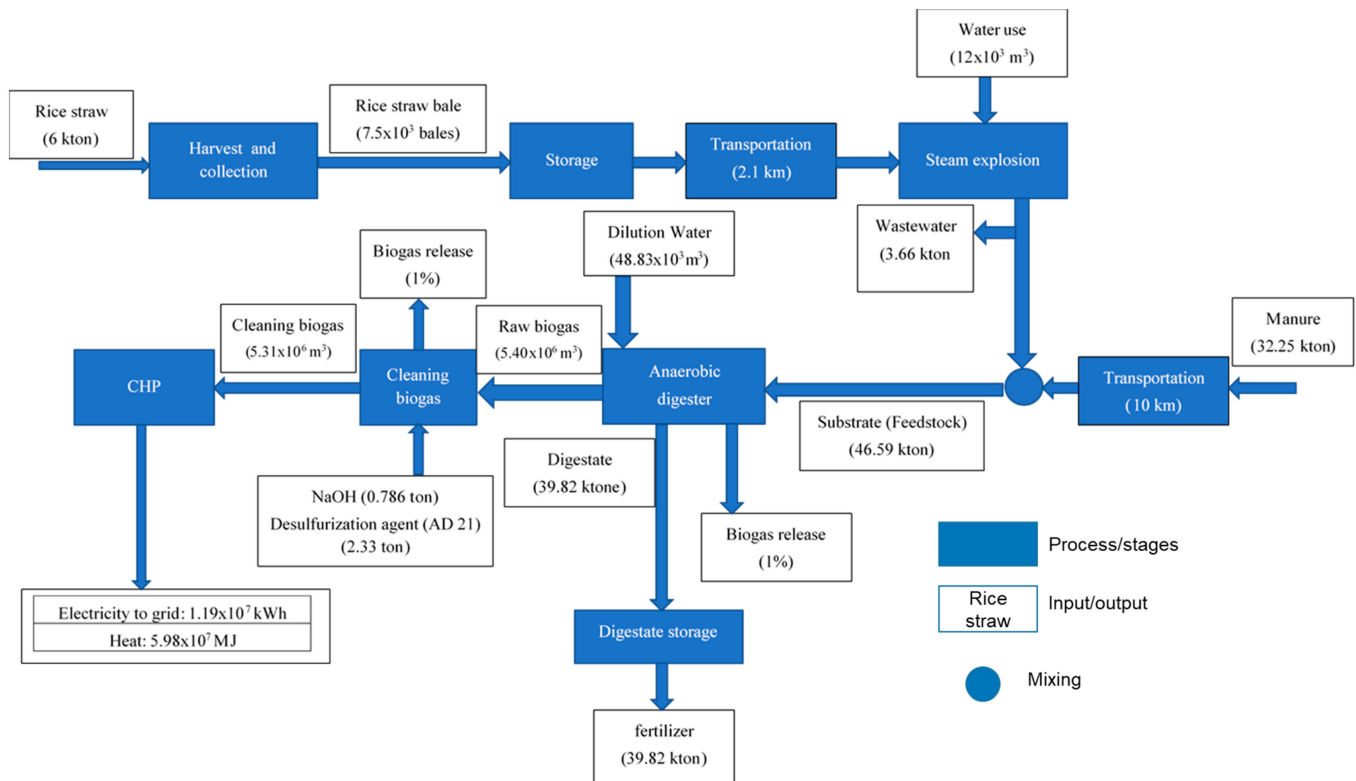 Water use
(12x10³ m³)
Rice straw
(6 kton)
Harvest and
collection
Rice straw bale
(7.5x10³ bales)
Storage
Transportation
(2.1 km)
Steam explosion
Wastewater
(3.66 kton
Dilution Water
(48.83x10³m³)
Biogas release
(1%)
Cleaning biogas
(5.31x10⁶ m³)
Raw biogas
(5.40x10⁶ m³)
Manure
(32.25 kton)
CHP
Cleaning
biogas
Anaerobic
digester
Transportation
(10 km)
Substrate (Feedstock)
(46.59 kton)
Digestate
(39.82 ktone)
NaOH (0.786 ton)
Desulfurization agent (AD 21)
(2.33 ton)
Biogas release
(1%)
Electricity to grid: 1.19x10⁷ kWh
Heat: 5.98x10⁷ MJ
Digestate storage
fertilizer
(39.82 kton)
Process/stages
Rice
straw
Input/output
Mixing